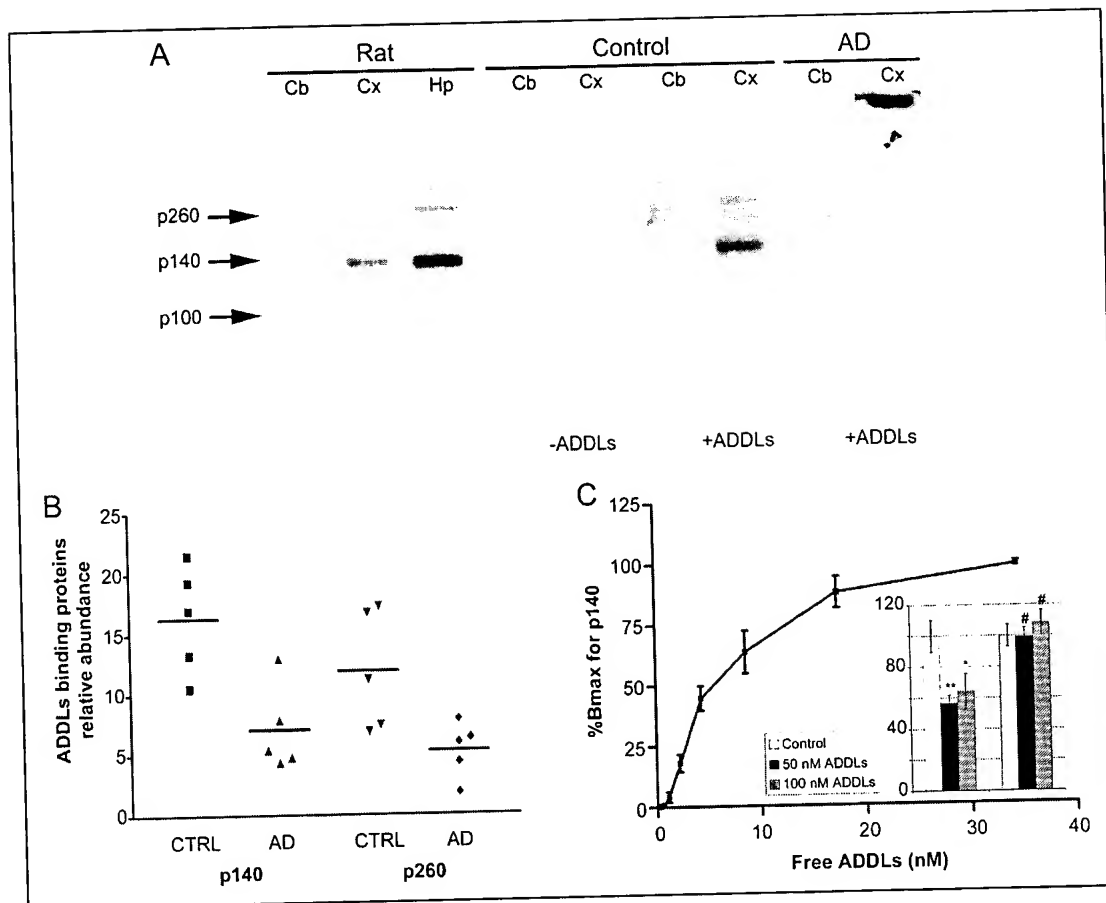 A
Rat Control AD
Cb Cx Hp Cb Cx Cb Cx Cb Cx
p260
p140
p100
-ADDLs +ADDLs +ADDLs
B
ADDLs binding proteins
relative abundance
25
20
15
10
5
0
CTRL AD CTRL AD
p140 p260
C
%Bmax for p140
125
100
75
50
25
0
0 10 20 30 40
Free ADDLs (nM)
120
80
60
40
0
** * # #
Control
50 nM ADDLs
100 nM ADDLs